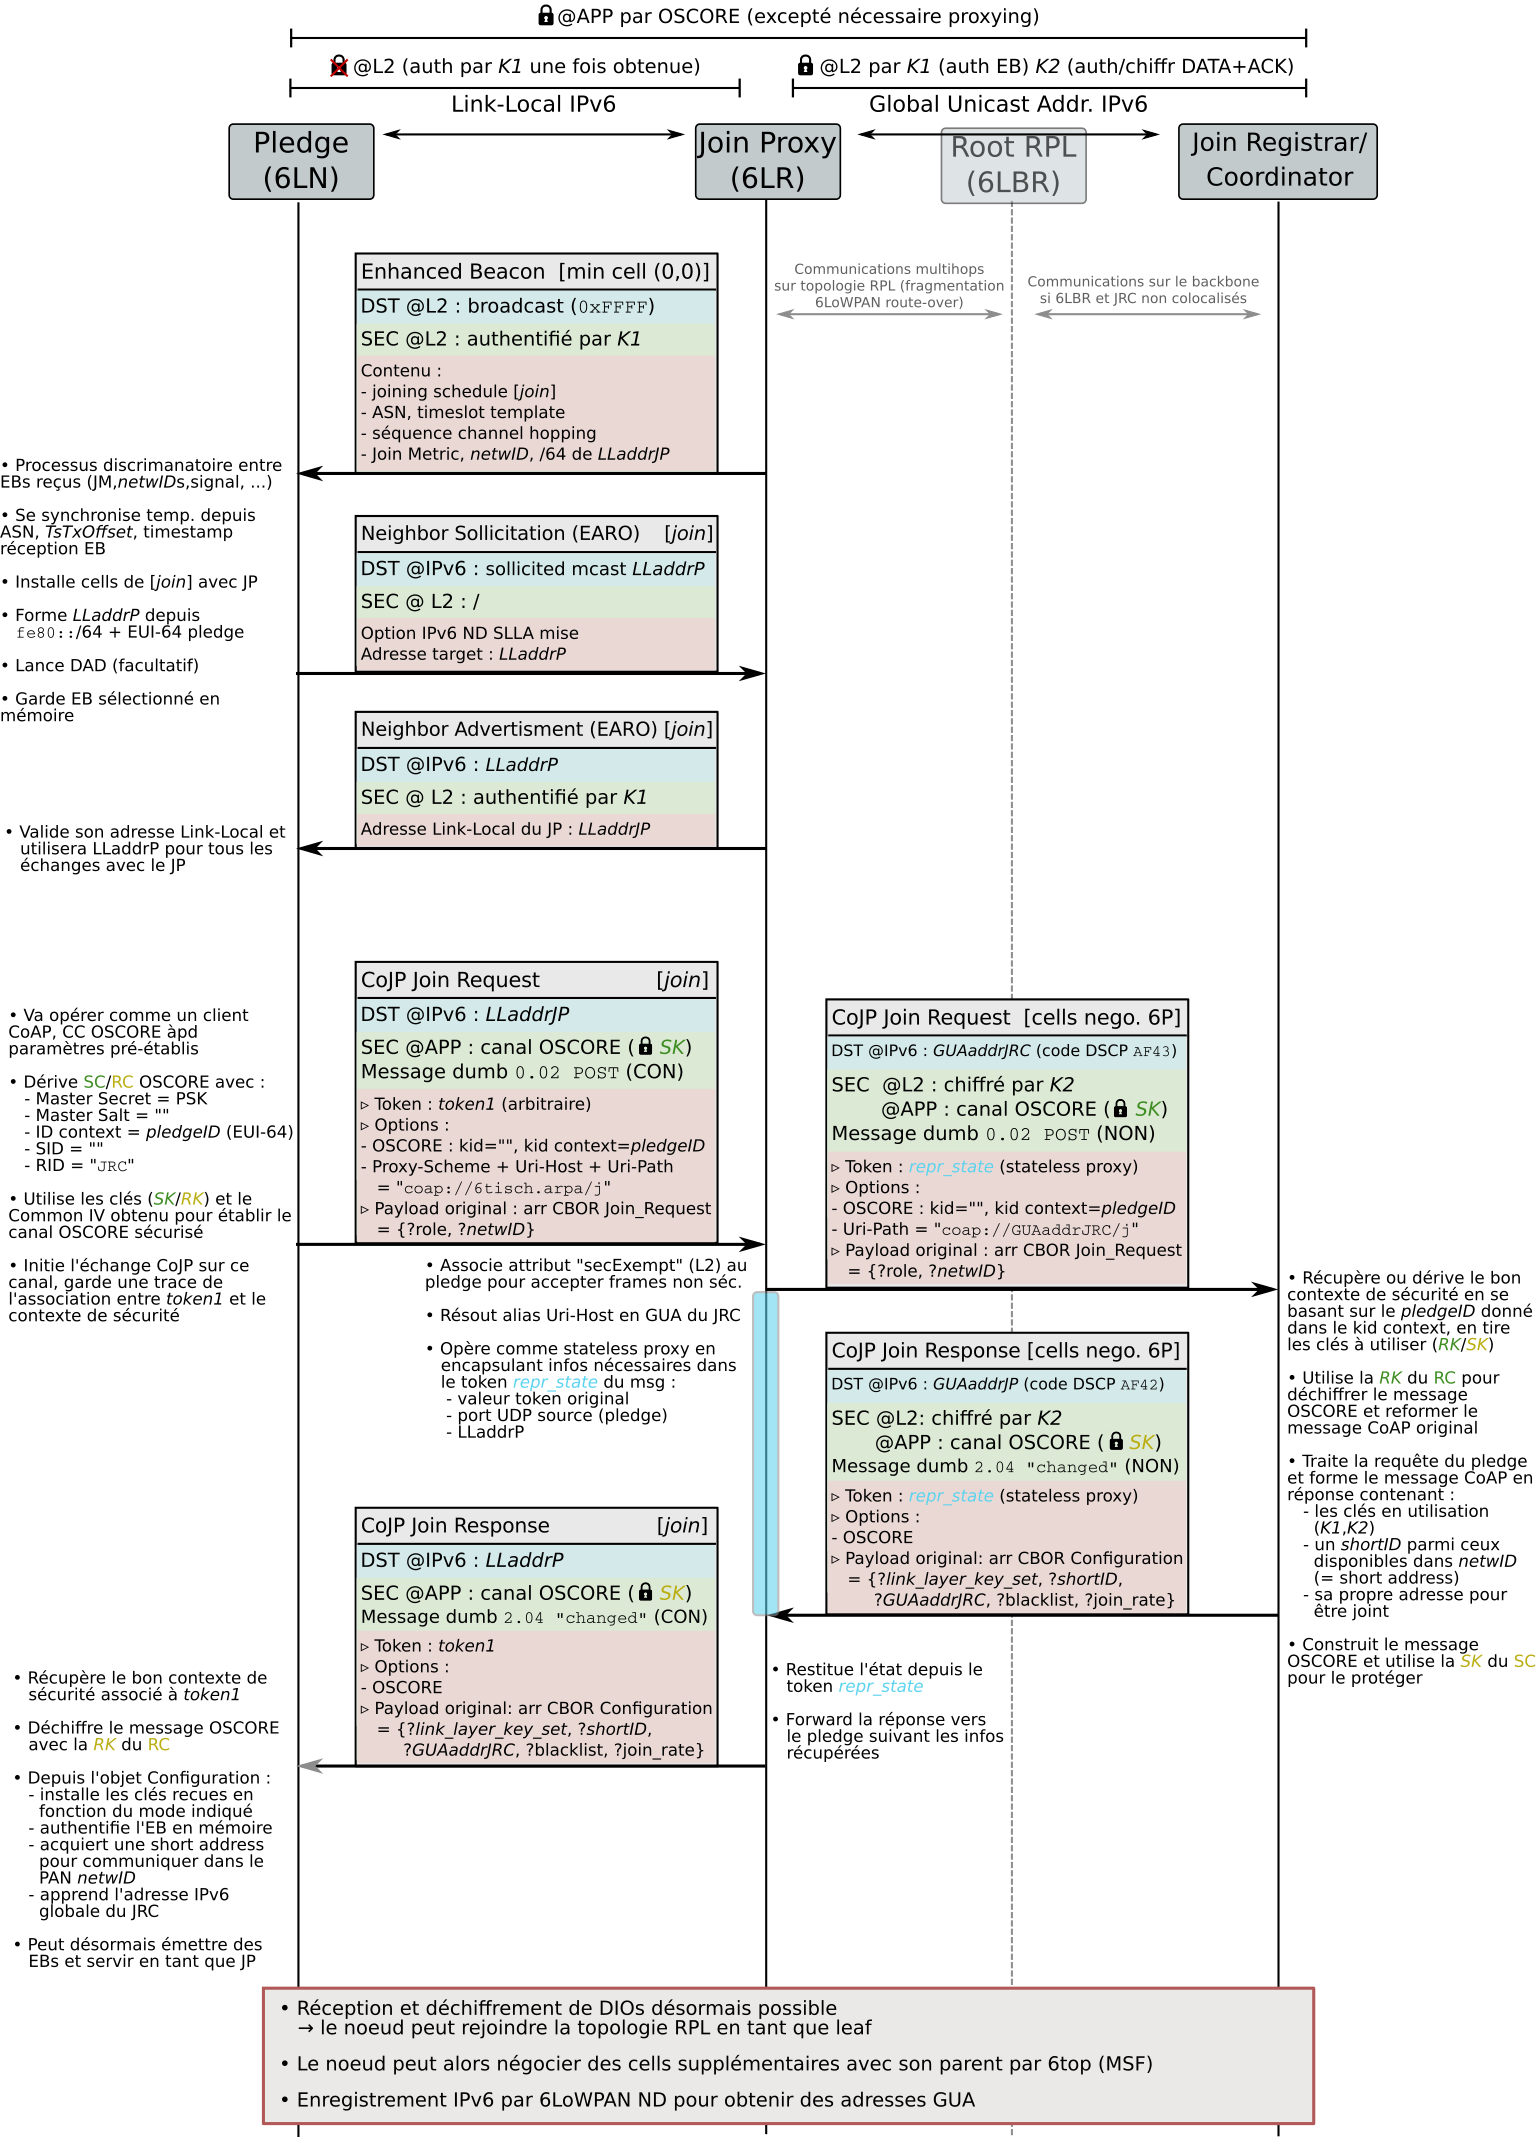 @APP par OSCORE (excepté nécessaire proxying)
@L2 (auth par K1 une fois obtenue)
@L2 par K1 (auth EB) K2 (auth/chiffr DATA+ACK)
Link-Local IPv6
Global Unicast Addr. IPv6
Pledge
(6LN)
Join Proxy
(6LR)
Root RPL
(6LBR)
Join Registrar/
Coordinator
Communications multihops
sur topologie RPL (fragmentation
6LoWPAN route-over)
Communications sur le backbone
si 6LBR et JRC non colocalisés
Enhanced Beacon [min cell (0,0)]
DST @L2 : broadcast (0xFFFF)
SEC @L2 : authentifié par K1
Contenu :
- joining schedule [join]
- ASN, timeslot template
- séquence channel hopping
- Join Metric, netwID, /64 de LLaddrJP
• Processus discrimanatoire entre
EBs reçus (JM,netwIDs,signal, ...)
• Se synchronise temp. depuis
ASN, TsTxOffset, timestamp
réception EB
• Installe cells de [join] avec JP
• Forme LLaddrP depuis
fe80::/64 + EUI-64 pledge
• Lance DAD (facultatif)
• Garde EB sélectionné en
mémoire
Neighbor Sollicitation (EARO) [join]
DST @IPv6 : sollicited mcast LLaddrP
SEC @ L2 : /
Option IPv6 ND SLLA mise
Adresse target : LLaddrP
Neighbor Advertisment (EARO) [join]
DST @IPv6 : LLaddrP
SEC @ L2 : authentifié par K1
Adresse Link-Local du JP : LLaddrJP
• Valide son adresse Link-Local et
utilisera LLaddrP pour tous les
échanges avec le JP
CoJP Join Request [join]
DST @IPv6 : LLaddrJP
SEC @APP : canal OSCORE ( SK)
Message dumb 0.02 POST (CON)
▹ Token : token1 (arbitraire)
▹ Options :
- OSCORE : kid="", kid context=pledgeID
- Proxy-Scheme + Uri-Host + Uri-Path
= "coap://6tisch.arpa/j"
▹ Payload original : arr CBOR Join_Request
= {?role, ?netwID}
• Va opérer comme un client
CoAP, CC OSCORE àpd
paramètres pré-établis
• Dérive SC/RC OSCORE avec :
- Master Secret = PSK
- Master Salt = ""
- ID context = pledgeID (EUI-64)
- SID = ""
- RID = "JRC"
• Utilise les clés (SK/RK) et le
Common IV obtenu pour établir le
canal OSCORE sécurisé
• Initie l'échange CoJP sur ce
canal, garde une trace de
l'association entre token1 et le
contexte de sécurité
CoJP Join Request [cells nego. 6P]
DST @IPv6 : GUAaddrJRC (code DSCP AF43)
SEC @L2 : chiffré par K2
@APP : canal OSCORE ( SK)
Message dumb 0.02 POST (NON)
▹ Token : repr_state (stateless proxy)
▹ Options :
- OSCORE : kid="", kid context=pledgeID
- Uri-Path = "coap://GUAaddrJRC/j"
▹ Payload original : arr CBOR Join_Request
= {?role, ?netwID}
• Associe attribut "secExempt" (L2) au
pledge pour accepter frames non séc.
• Résout alias Uri-Host en GUA du JRC
• Opère comme stateless proxy en
encapsulant infos nécessaires dans
le token repr_state du msg :
- valeur token original
- port UDP source (pledge)
- LLaddrP
• Récupère ou dérive le bon
contexte de sécurité en se
basant sur le pledgeID donné
dans le kid context, en tire
les clés à utiliser (RK/SK)
• Utilise la RK du RC pour
déchiffrer le message
OSCORE et reformer le
message CoAP original
• Traite la requête du pledge
et forme le message CoAP en
réponse contenant :
- les clés en utilisation
(K1,K2)
- un shortID parmi ceux
disponibles dans netwID
(= short address)
- sa propre adresse pour
être joint
• Construit le message
OSCORE et utilise la SK du SC
pour le protéger
CoJP Join Response [cells nego. 6P]
DST @IPv6 : GUAaddrJP (code DSCP AF42)
SEC @L2: chiffré par K2
@APP : canal OSCORE ( SK)
Message dumb 2.04 "changed" (NON)
▹ Token : repr_state (stateless proxy)
▹ Options :
- OSCORE
▹ Payload original: arr CBOR Configuration
= {?link_layer_key_set, ?shortID,
?GUAaddrJRC, ?blacklist, ?join_rate}
CoJP Join Response [join]
DST @IPv6 : LLaddrP
SEC @APP : canal OSCORE ( SK)
Message dumb 2.04 "changed" (CON)
▹ Token : token1
▹ Options :
- OSCORE
▹ Payload original: arr CBOR Configuration
= {?link_layer_key_set, ?shortID,
?GUAaddrJRC, ?blacklist, ?join_rate}
• Restitue l'état depuis le
token repr_state
• Forward la réponse vers
le pledge suivant les infos
récupérées
• Récupère le bon contexte de
sécurité associé à token1
• Déchiffre le message OSCORE
avec la RK du RC
• Depuis l'objet Configuration :
- installe les clés recues en
fonction du mode indiqué
- authentifie l'EB en mémoire
- acquiert une short address
pour communiquer dans le
PAN netwID
- apprend l'adresse IPv6
globale du JRC
• Peut désormais émettre des
EBs et servir en tant que JP
• Réception et déchiffrement de DIOs désormais possible
→ le noeud peut rejoindre la topologie RPL en tant que leaf
• Le noeud peut alors négocier des cells supplémentaires avec son parent par 6top (MSF)
• Enregistrement IPv6 par 6LoWPAN ND pour obtenir des adresses GUA